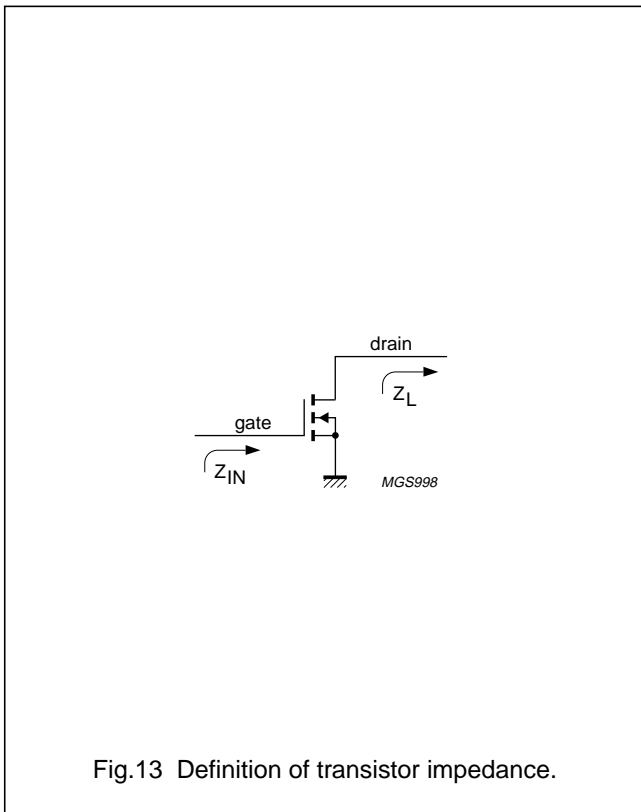 drain
Z_L
gate
Z_IN
MGS998
Fig.13 Definition of transistor impedance.